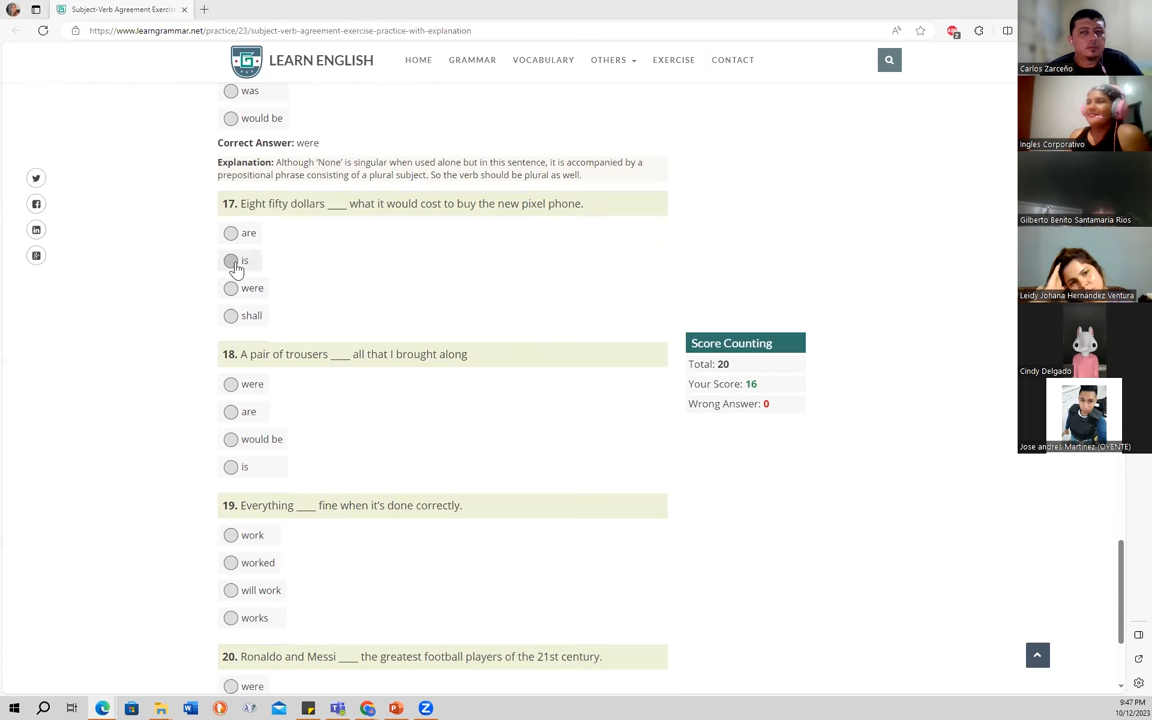 Subject-Verb Agreement Exercis
https://www.learngrammar.net/practice/23/subject-verb-agreement-exercise-practice-with-explanation
LEARN ENGLISH
HOME GRAMMAR VOCABULARY OTHERS EXERCISE CONTACT
was
would be
Correct Answer: were
Explanation: Although ‘None’ is singular when used alone but in this sentence, it is accompanied by a
prepositional phrase consisting of a plural subject. So the verb should be plural as well.
17. Eight fifty dollars ____ what it would cost to buy the new pixel phone.
are
is
were
shall
18. A pair of trousers ____ all that I brought along
were
are
would be
is
19. Everything ____ fine when it’s done correctly.
work
worked
will work
works
20. Ronaldo and Messi ____ the greatest football players of the 21st century.
were
Score Counting
Total: 20
Your Score: 16
Wrong Answer: 0
Carlos Zarceño
Ingles Corporativo
Gilberto Benito Santamaria Rios
Leidy Johana Hernández Ventura
Cindy Delgado
Jose andres Martinez (OYENTE)
9:47 PM
10/12/2023